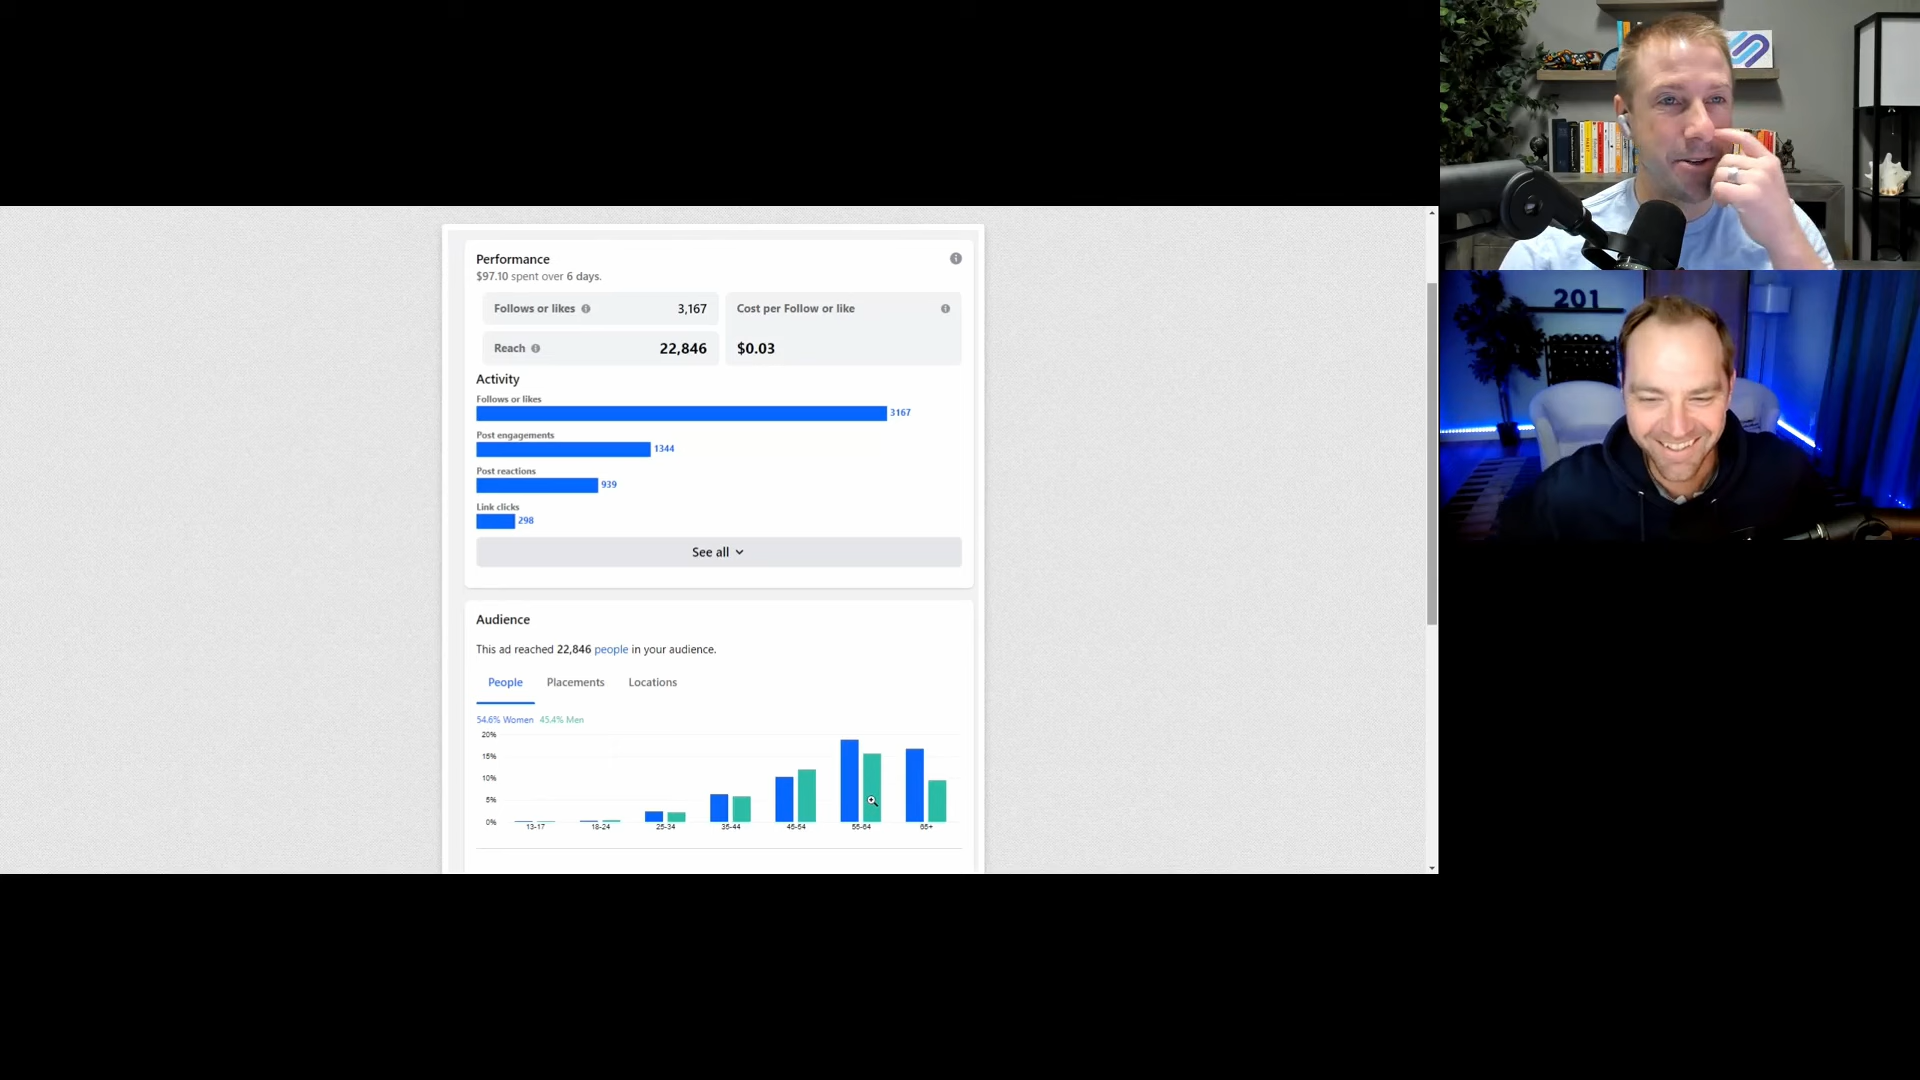 Performance
$97.10 spent over 6 days.
Follows or likes 3,167
Cost per Follow or like
Reach 22,846
$0.03
Activity
Follows or likes
3167
Post engagements
1344
Post reactions
939
Link clicks
298
See all
Audience
This ad reached 22,846 people in your audience.
People Placements Locations
54.6% Women 45.4% Men
20%
15%
10%
5%
0%
13-17 18-24 25-34 35-44 45-54 55-64 65+
201